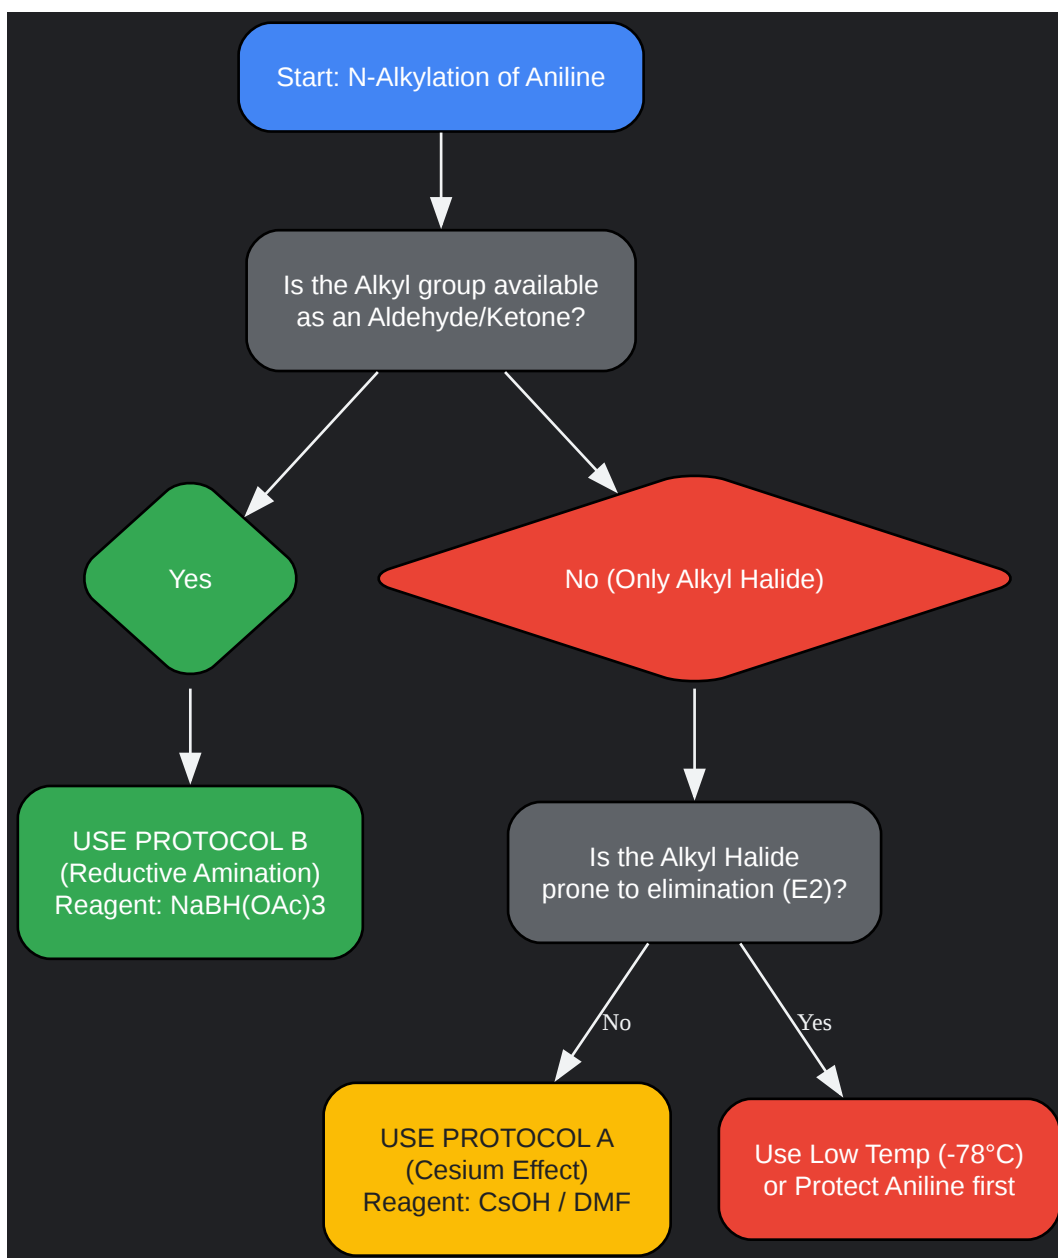 Start: N-Alkylation of Aniline
Is the Alkyl group available
as an Aldehyde/Ketone?
Yes
No (Only Alkyl Halide)
USE PROTOCOL B
(Reductive Amination)
Reagent: NaBH(OAc)3
Is the Alkyl Halide
prone to elimination (E2)?
No
Yes
USE PROTOCOL A
(Cesium Effect)
Reagent: CsOH / DMF
Use Low Temp (-78°C)
or Protect Aniline first